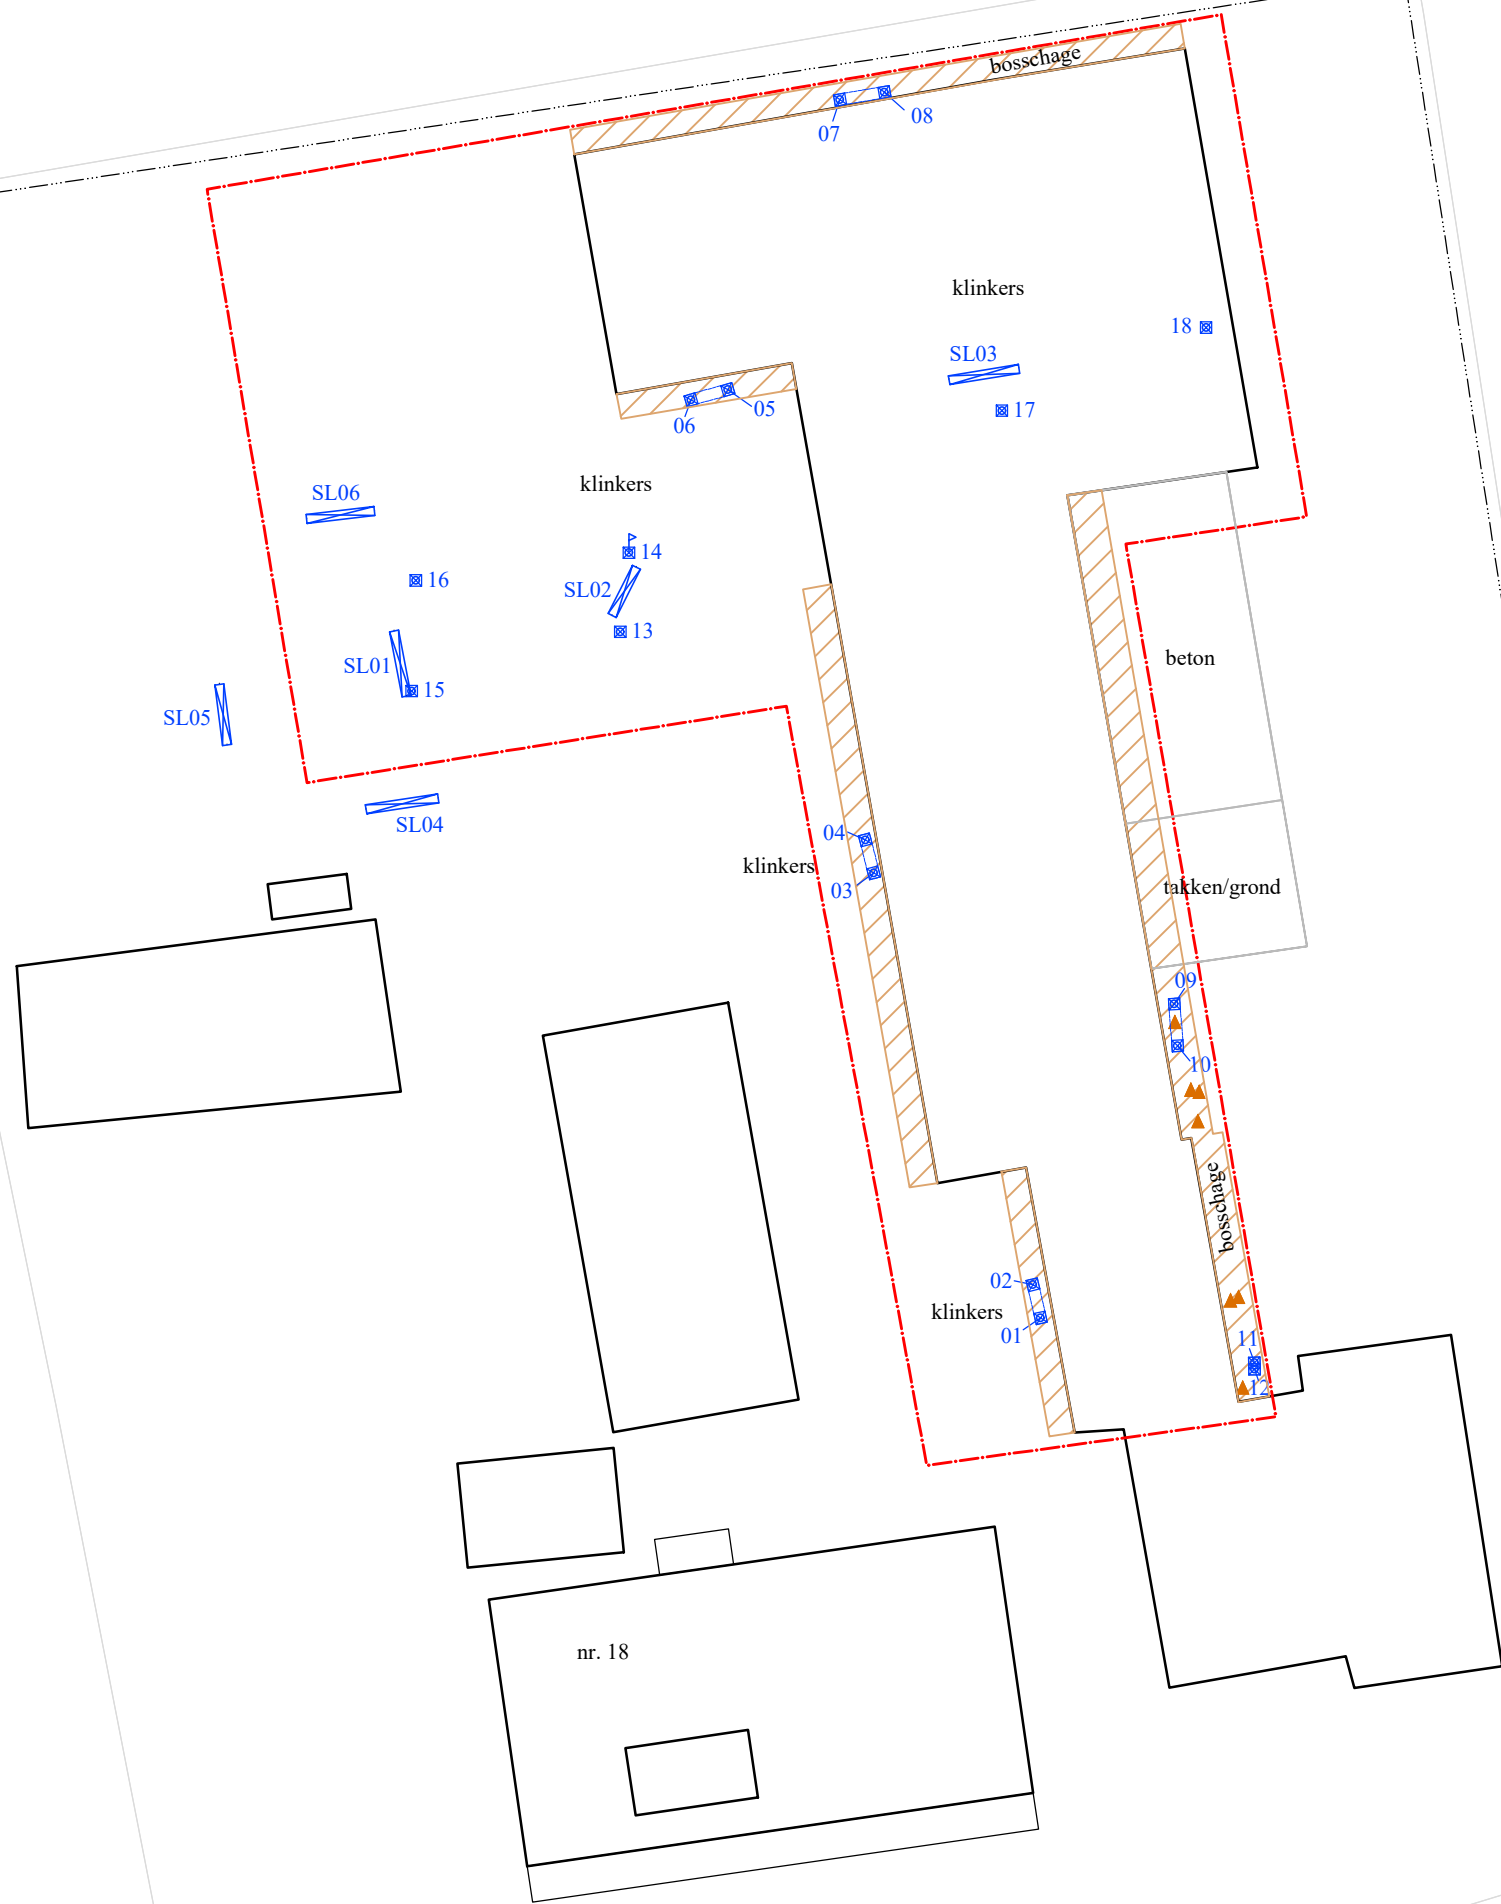 bosschage
07
08
klinkers
18
SL03
17
05
06
klinkers
SL06
14
16
SL02
13
SL01
15
beton
SL05
SL04
04
klinkers
03
takken/grond
09
10
bosschage
02
klinkers
01
11
12
nr. 18